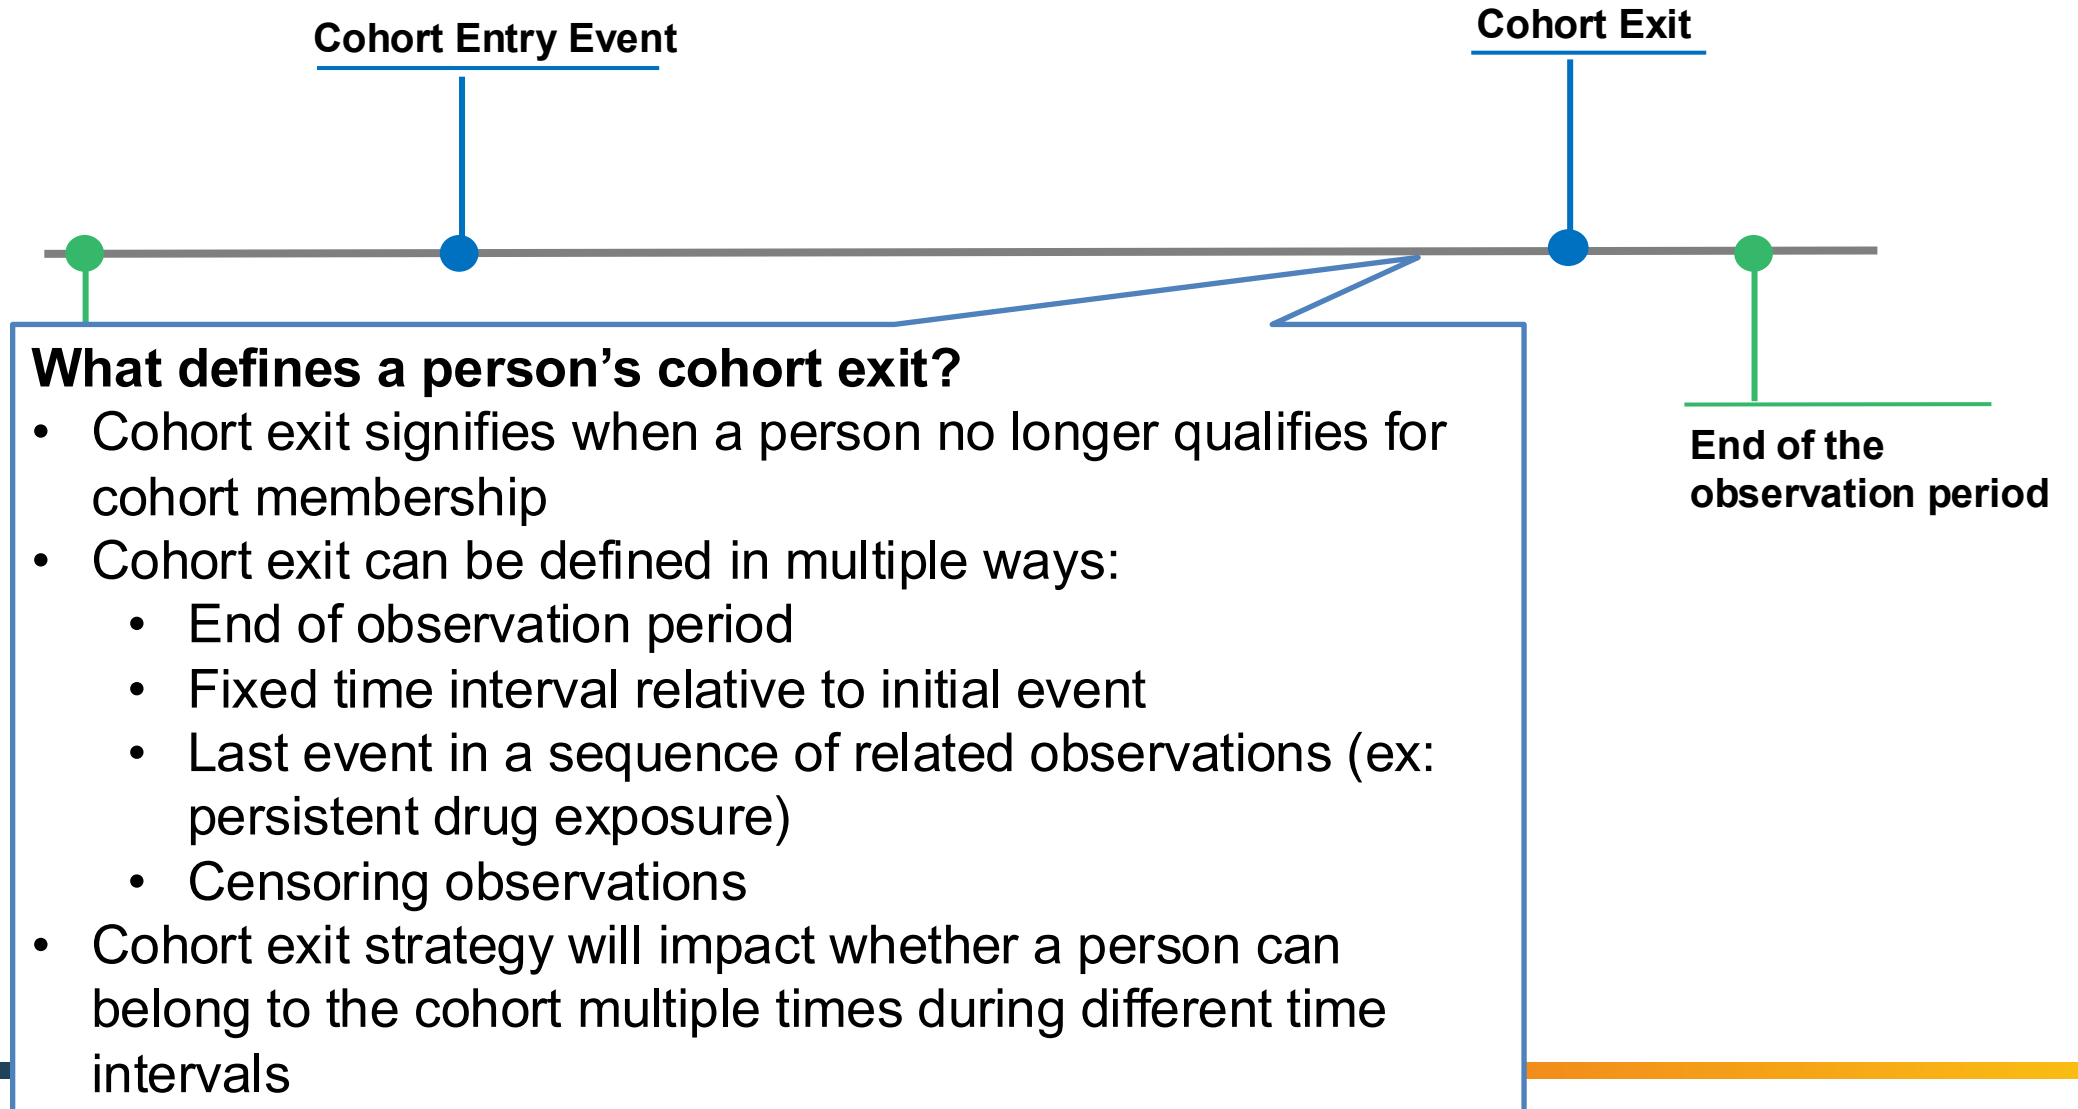 Cohort Entry Event
Cohort Exit
What defines a person’s cohort exit?
• Cohort exit signifies when a person no longer qualifies for
cohort membership
• Cohort exit can be defined in multiple ways:
• End of observation period
• Fixed time interval relative to initial event
• Last event in a sequence of related observations (ex:
persistent drug exposure)
• Censoring observations
• Cohort exit strategy will impact whether a person can
belong to the cohort multiple times during different time
intervals
End of the
observation period